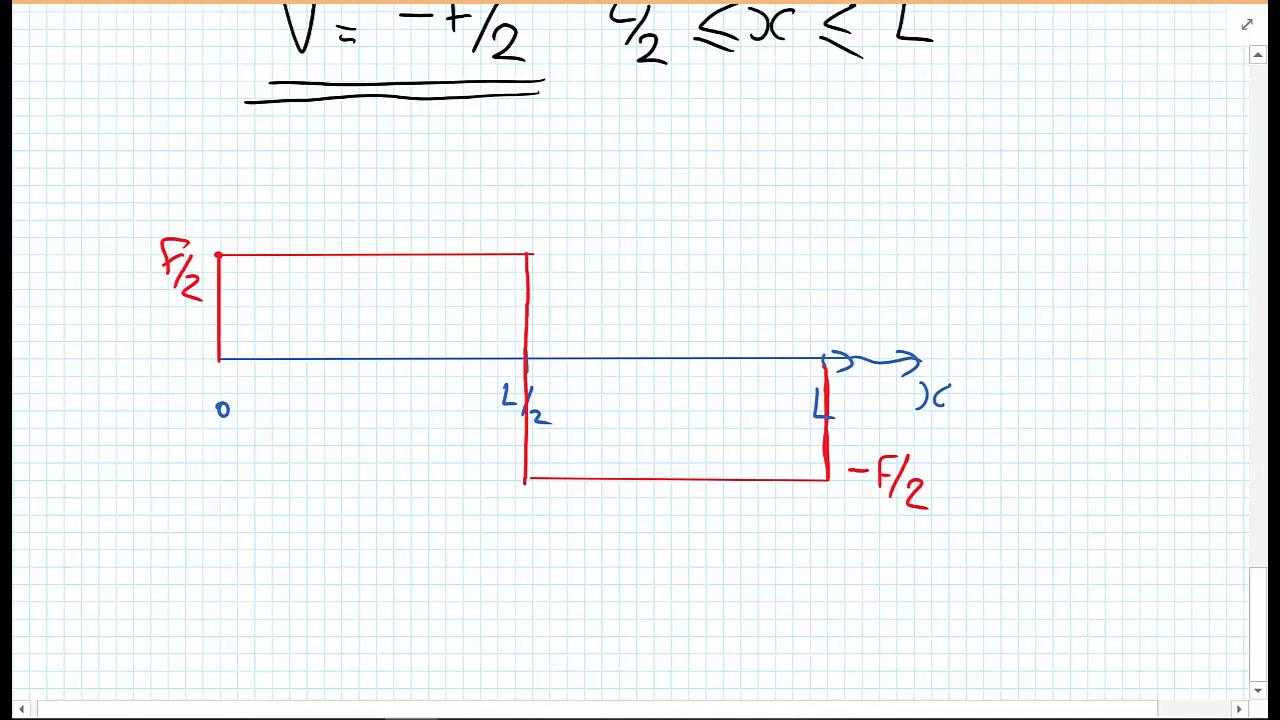 V = -F/2 L/2 ≤ x ≤ L
F/2
0 L/2 L x
-F/2